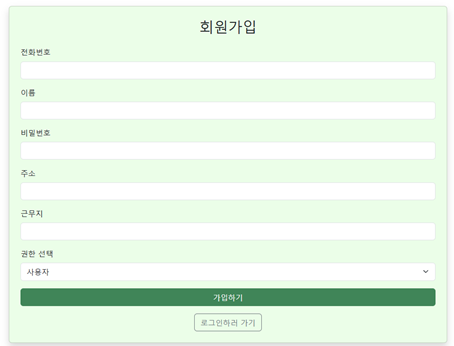 회원가입
전화번호
이름
비밀번호
주소
근무지
권한 선택
사용자
가입하기
로그인하러 가기